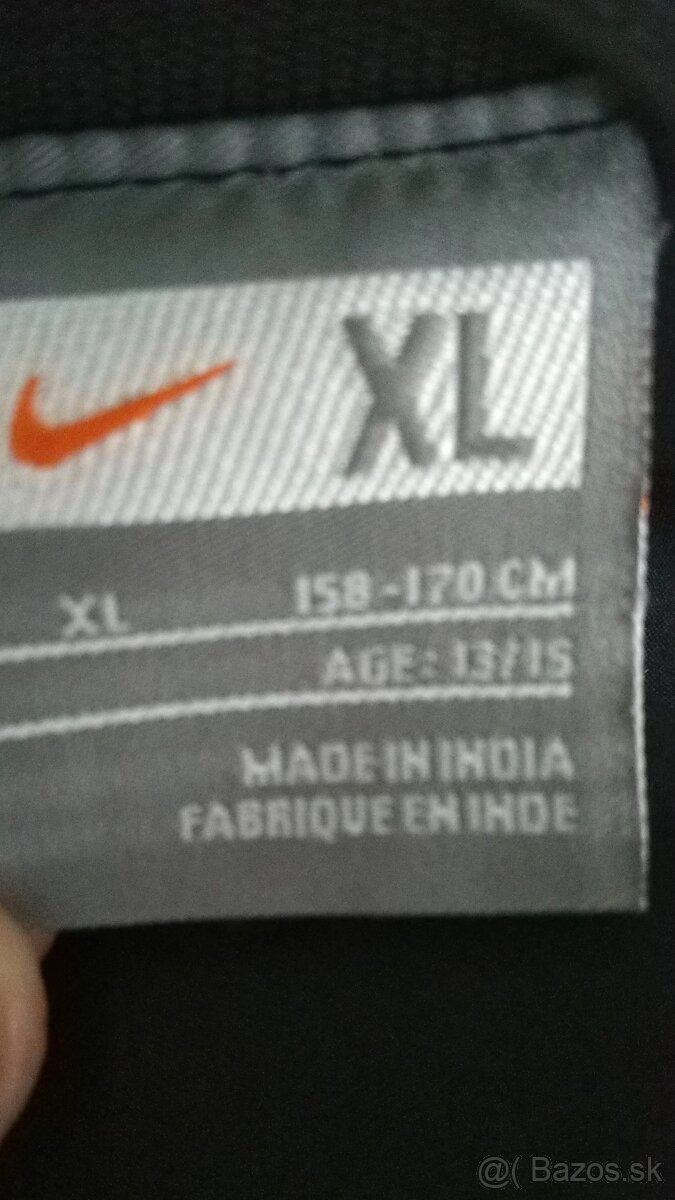 XL
XL 158-170 CM
AGE: 13/15
MADE IN INDIA
FABRIQUE EN INDE
@( Bazos.sk